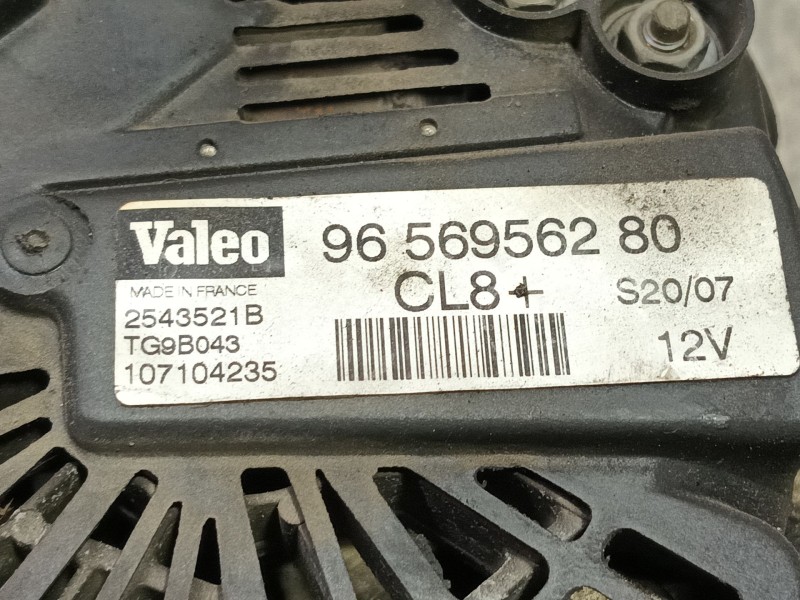 Valeo
96 569562 80
MADE IN FRANCE
CL8+
S20/07
2543521B
TG9B043
12V
107104235